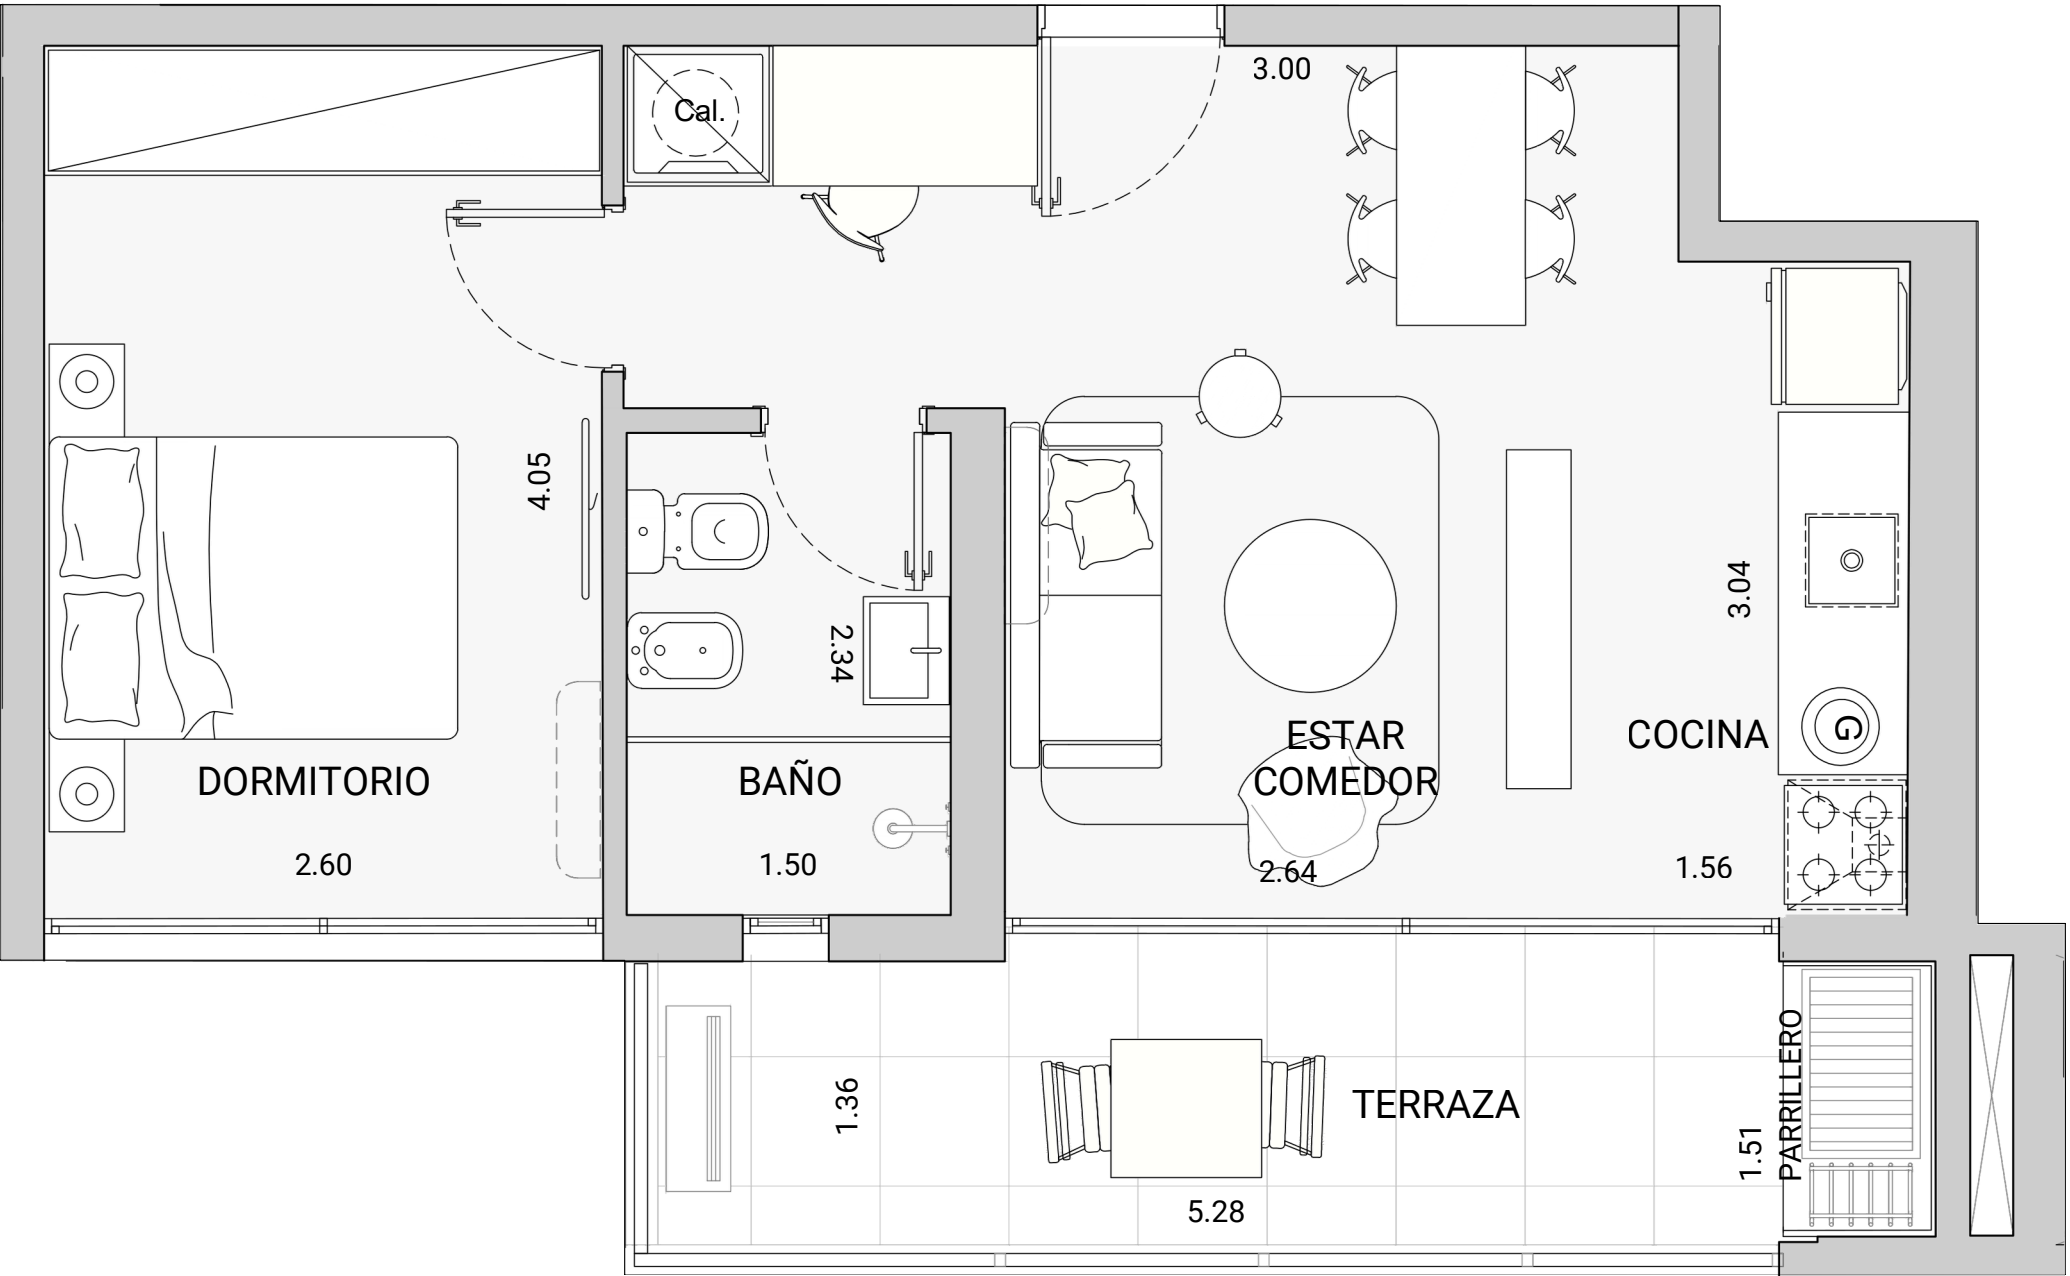 3.00
Cal.
4.05
2.34
3.04
G
ESTAR
COMEDOR
COCINA
DORMITORIO
BAÑO
2.60
1.50
2.64
1.56
1.36
TERRAZA
PARRILLERO
1.51
5.28